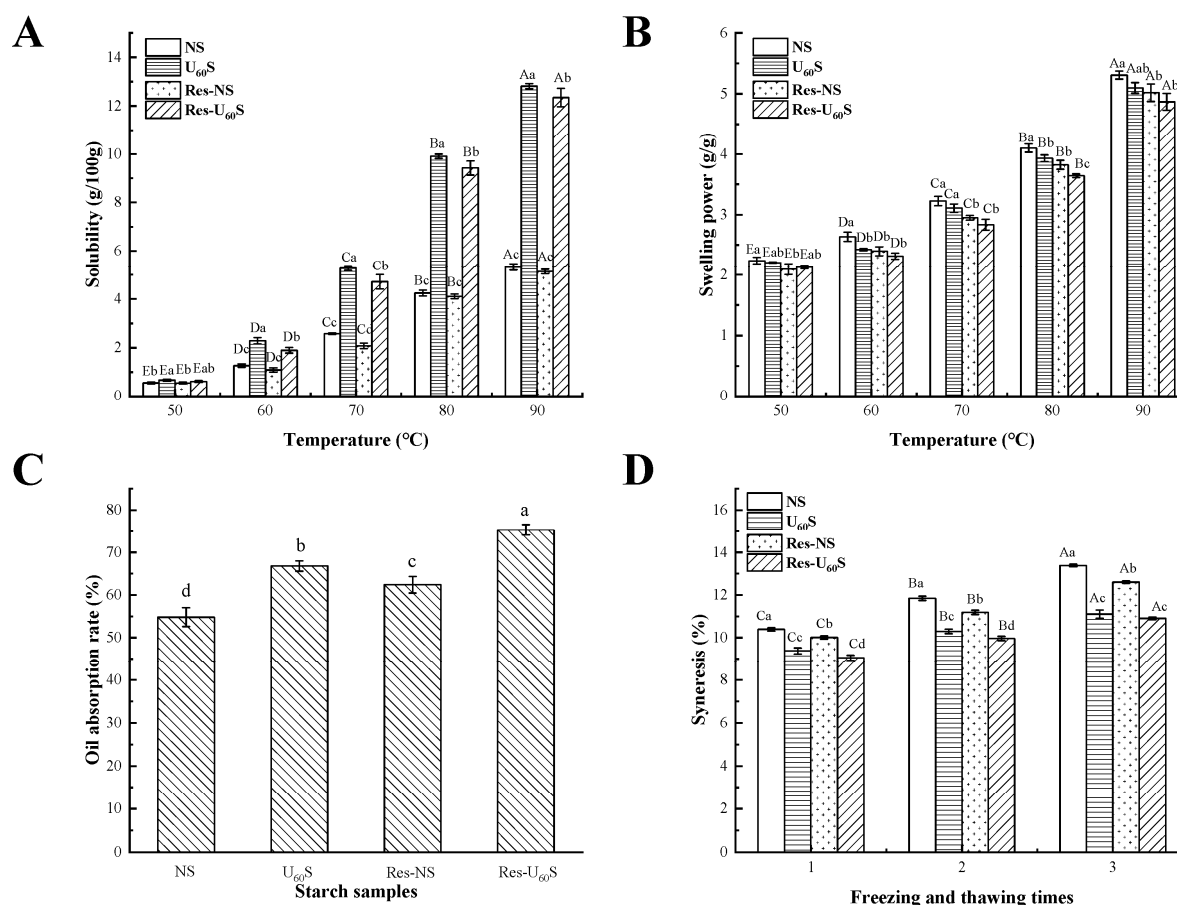 A
NS
U₆₀S
Res-NS
Res-U₆₀S
Solubility (g/100g)
14
12
10
8
6
4
2
0
Eb Ea Eb Eab
Dc Da Dc Db
Cc Ca Cc Cb
Bc Ba Bc Bb
Ac Aa Ac Ab
50 60 70 80 90
Temperature (°C)
B
NS
U₆₀S
Res-NS
Res-U₆₀S
Swelling power (g/g)
6
5
4
3
2
1
0
Ea Eab Eb Eab
Da Db Db Db
Ca Ca Cb Cb
Ba Bb Bb Bc
Aa Aab Ab Ab
50 60 70 80 90
Temperature (°C)
C
Oil absorption rate (%)
80
70
60
50
40
30
20
10
0
d b c a
NS U₆₀S Res-NS Res-U₆₀S
Starch samples
D
NS
U₆₀S
Res-NS
Res-U₆₀S
Syneresis (%)
16
14
12
10
8
6
4
2
0
Ca Cc Cb Cd
Ba Bc Bb Bd
Aa Ac Ab Ac
1 2 3
Freezing and thawing times